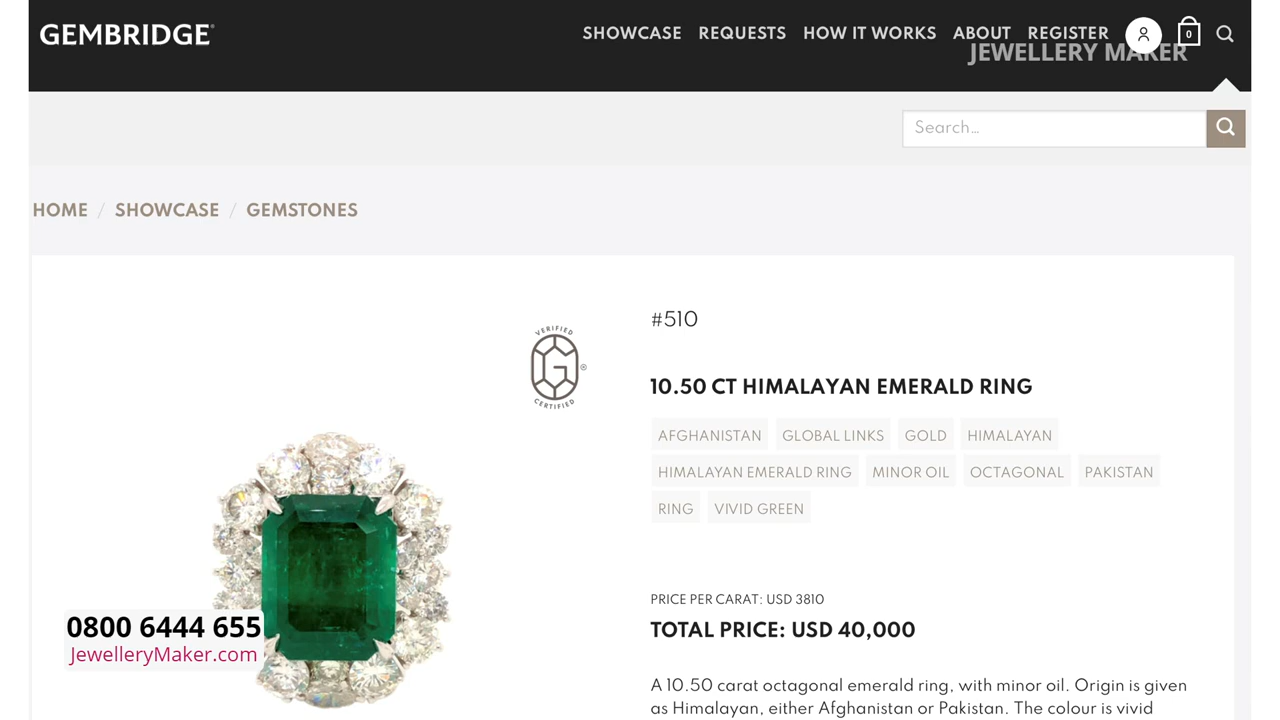 GEMBRIDGE®
SHOWCASE REQUESTS HOW IT WORKS ABOUT REGISTER 0
JEWELLERY MAKER
Search...
HOME / SHOWCASE / GEMSTONES
#510
VERIFIED
G ®
CERTIFIED
10.50 CT HIMALAYAN EMERALD RING
AFGHANISTAN GLOBAL LINKS GOLD HIMALAYAN
HIMALAYAN EMERALD RING MINOR OIL OCTAGONAL PAKISTAN
RING VIVID GREEN
PRICE PER CARAT: USD 3810
TOTAL PRICE: USD 40,000
0800 6444 655
JewelleryMaker.com
A 10.50 carat octagonal emerald ring, with minor oil. Origin is given
as Himalayan, either Afghanistan or Pakistan. The colour is vivid